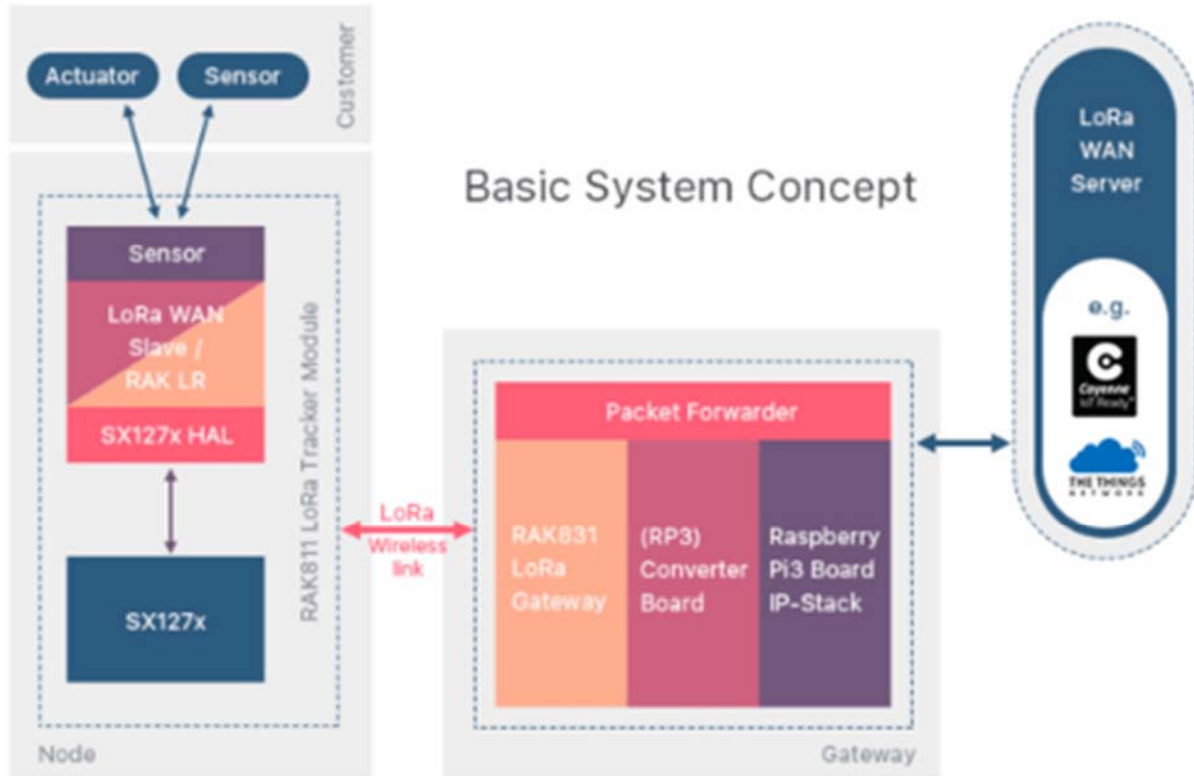 Actuator
Sensor
Customer
Basic System Concept
Sensor
LoRa WAN
Slave /
RAK LR
SX127x HAL
SX127x
RAK811 LoRa Tracker Module
Node
LoRa
Wireless
link
Packet Forwarder
RAK831
LoRa
Gateway
(RP3)
Converter
Board
Raspberry
Pi3 Board
IP-Stack
Gateway
LoRa
WAN
Server
e.g.
Cayenne
IoT Ready™
THE THINGS
NETWORK